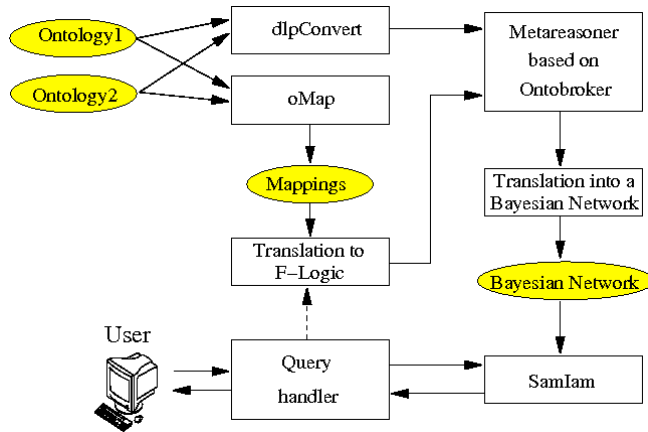 Ontology1
dlpConvert
Metareasoner
based on
Ontobroker
Ontology2
oMap
Mappings
Translation into a
Bayesian Network
Translation to
F-Logic
Bayesian Network
User
Query
handler
SamIam